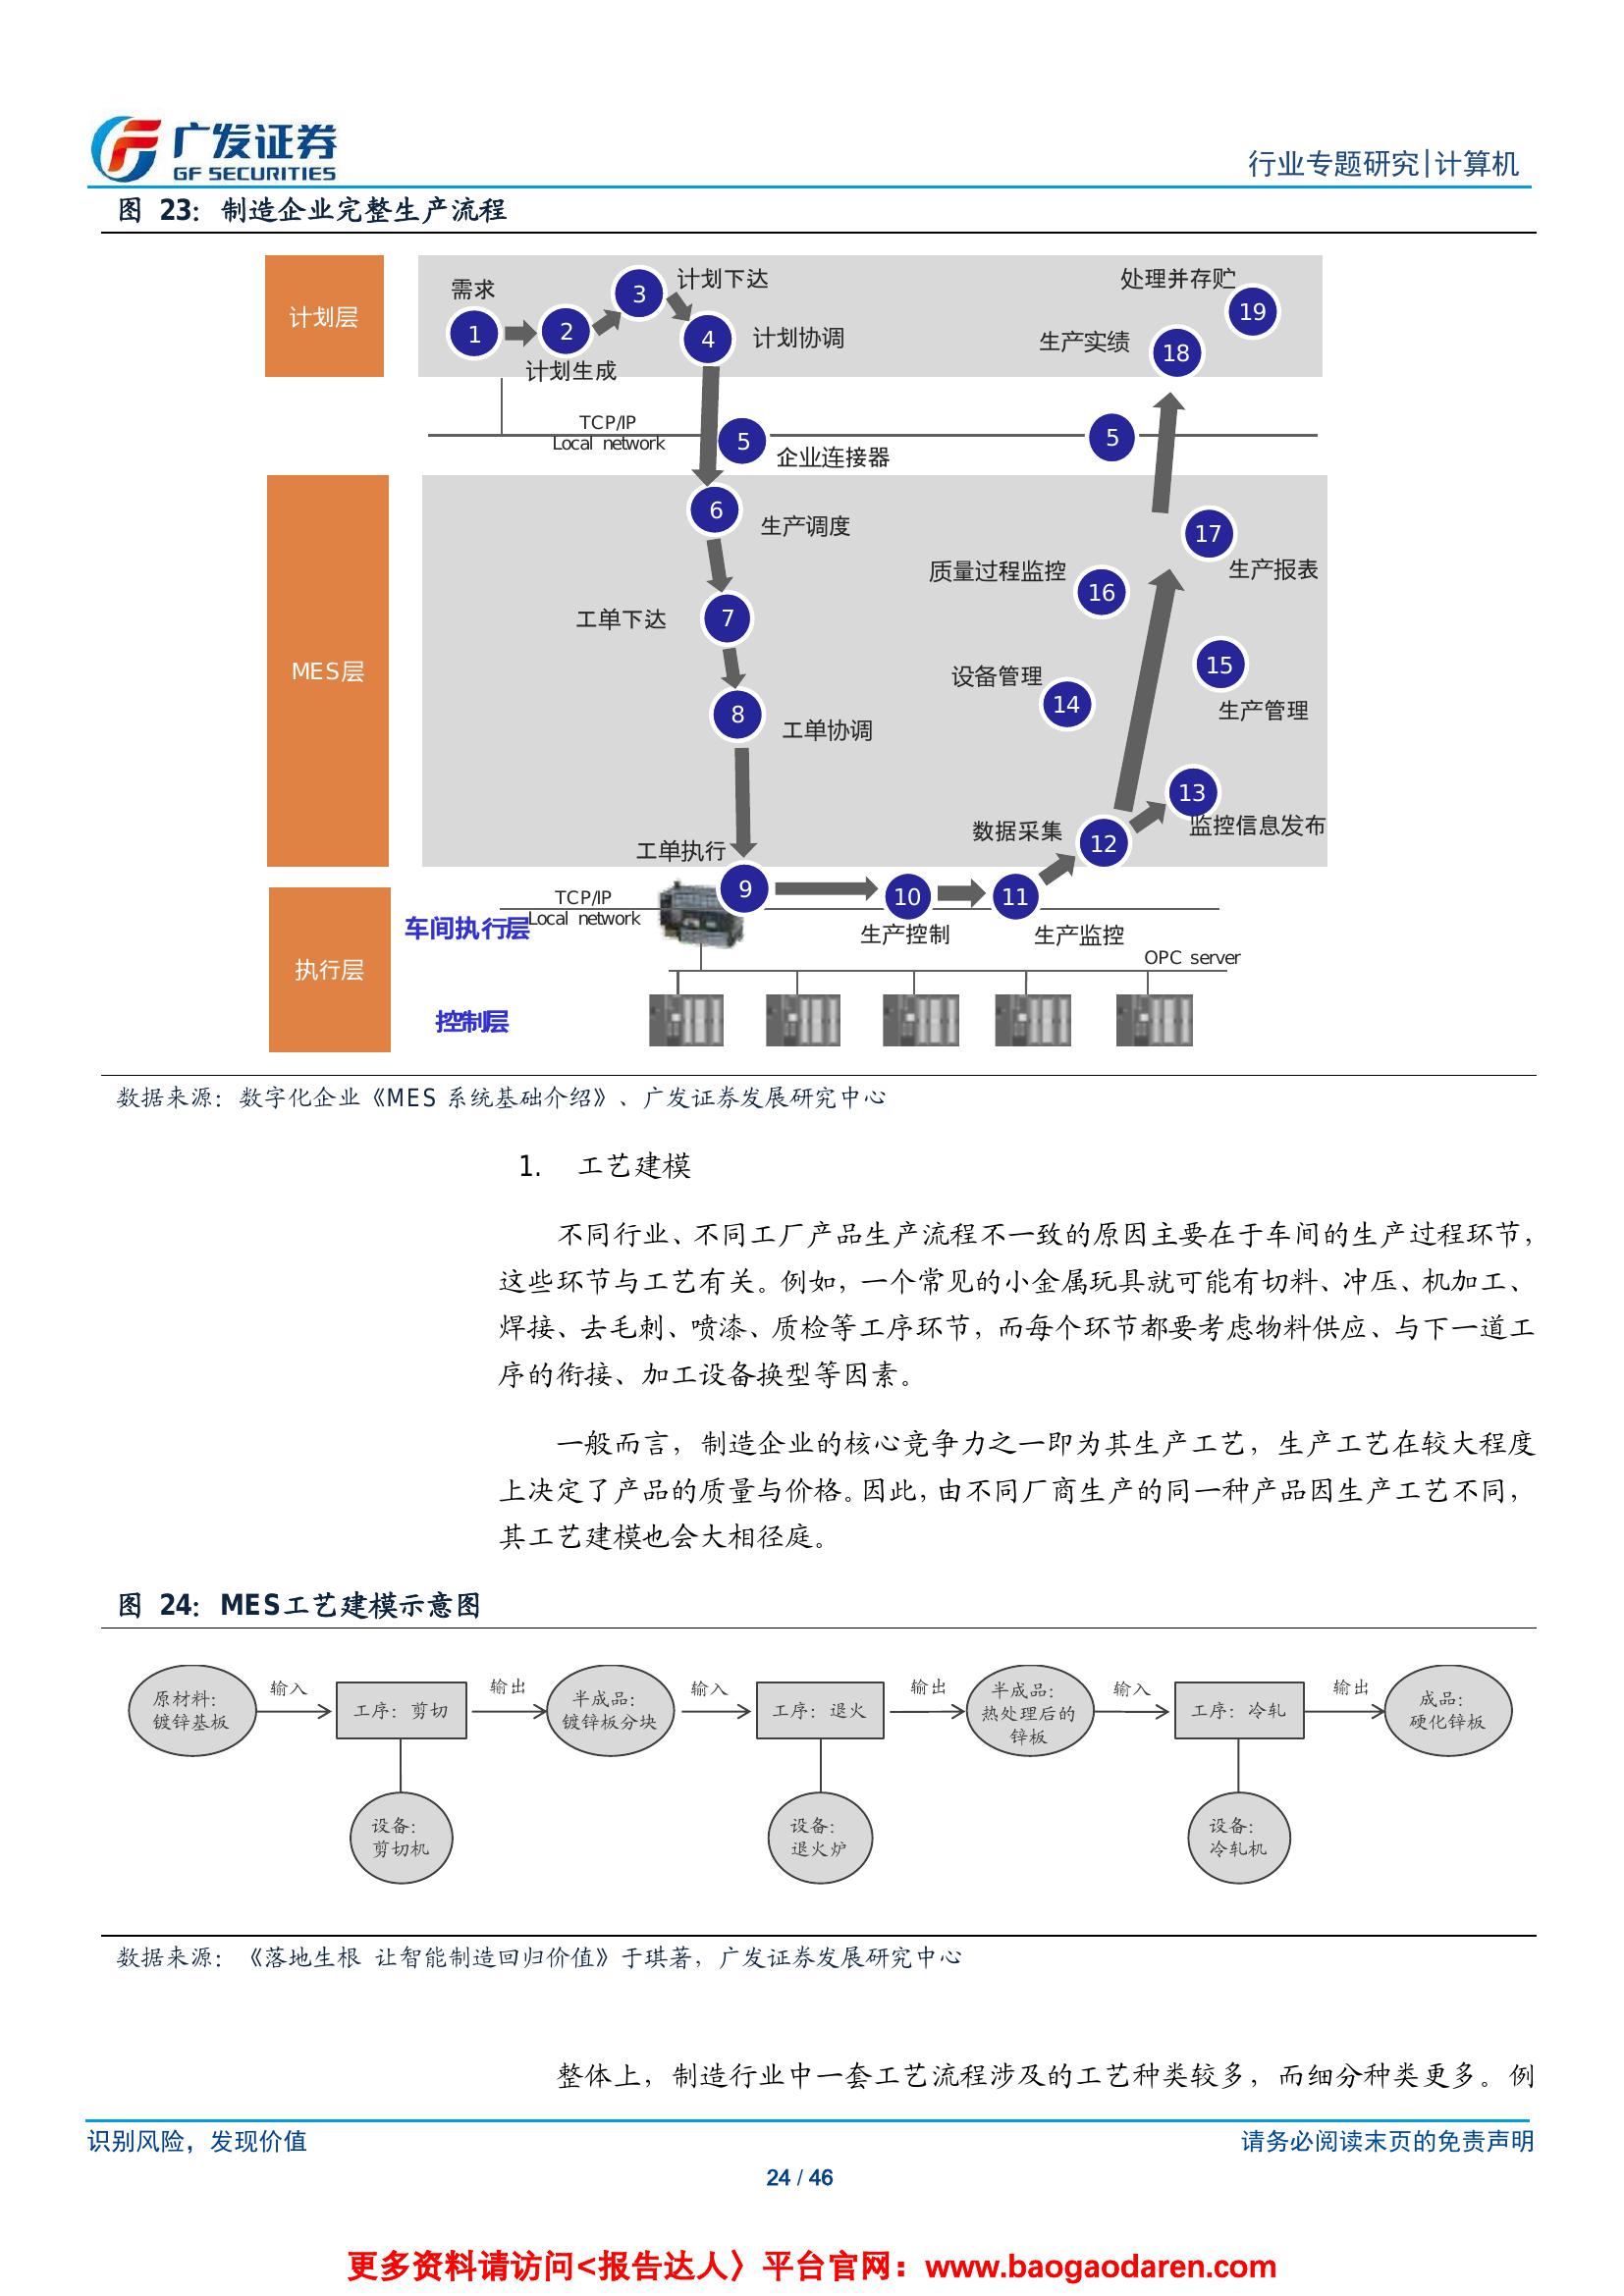 广发证券
GF SECURITIES
行业专题研究|计算机
图 23：制造企业完整生产流程
计划层
需求
1
2
计划生成
3
计划下达
4
计划协调
处理并存贮
19
生产实绩
18
TCP/IP
Local network
5
企业连接器
5
MES层
6
生产调度
工单下达
7
8
工单协调
工单执行
17
生产报表
质量过程监控
16
15
生产管理
设备管理
14
13
监控信息发布
数据采集
12
执行层
车间执行层
TCP/IP
Local network
9
10
生产控制
11
生产监控
OPC server
控制层
数据来源：数字化企业《MES 系统基础介绍》、广发证券发展研究中心
1. 工艺建模
不同行业、不同工厂产品生产流程不一致的原因主要在于车间的生产过程环节，
这些环节与工艺有关。例如，一个常见的小金属玩具就可能有切料、冲压、机加工、
焊接、去毛刺、喷漆、质检等工序环节，而每个环节都要考虑物料供应、与下一道工
序的衔接、加工设备换型等因素。
一般而言，制造企业的核心竞争力之一即为其生产工艺，生产工艺在较大程度
上决定了产品的质量与价格。因此，由不同厂商生产的同一种产品因生产工艺不同，
其工艺建模也会大相径庭。
图 24：MES工艺建模示意图
原材料：
镀锌基板
输入
工序：剪切
输出
半成品：
镀锌板分块
输入
工序：退火
输出
半成品：
热处理后的
锌板
输入
工序：冷轧
输出
成品：
硬化锌板
设备：
剪切机
设备：
退火炉
设备：
冷轧机
数据来源：《落地生根 让智能制造回归价值》于琪著，广发证券发展研究中心
整体上，制造行业中一套工艺流程涉及的工艺种类较多，而细分种类更多。例
识别风险，发现价值
请务必阅读末页的免责声明
24 / 46
更多资料请访问<报告达人〉平台官网：www.baogaodaren.com